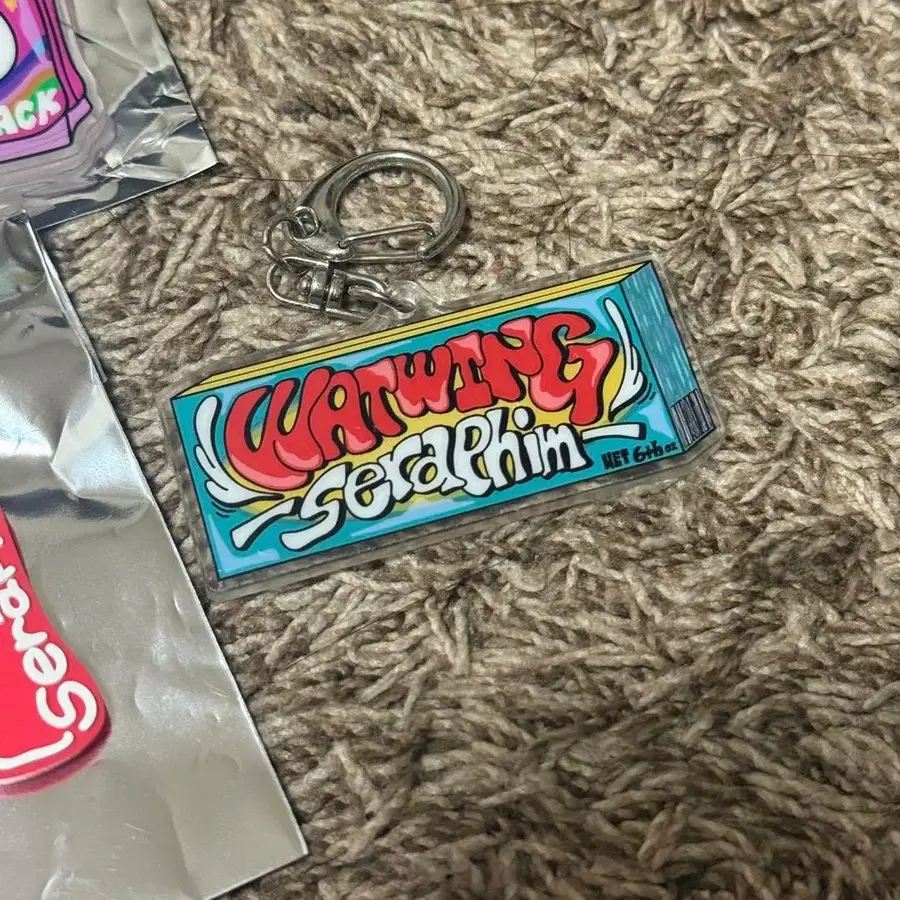 ACK
WATWING
seraphim
NET 6th oz
Sera